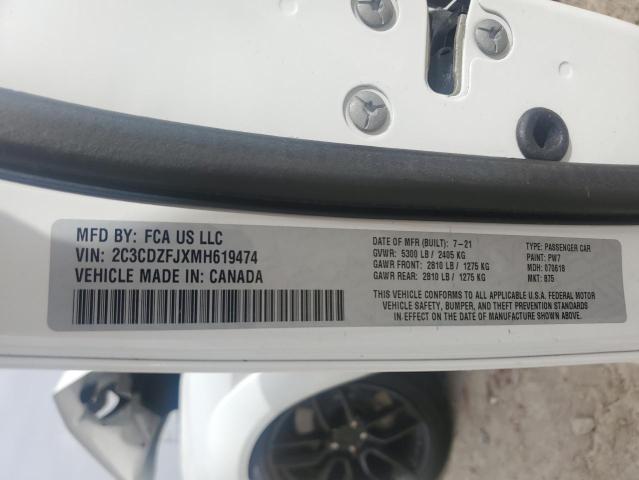 MFD BY: FCA US LLC
VIN: 2C3CDZFJXMH619474
VEHICLE MADE IN: CANADA
DATE OF MFR (BUILT): 7-21
GVWR: 5300 LB / 2405 KG
GAWR FRONT: 2810 LB / 1275 KG
GAWR REAR: 2810 LB / 1275 KG
TYPE: PASSENGER CAR
PAINT: PW7
MDH: 070618
MKT: B75
THIS VEHICLE CONFORMS TO ALL APPLICABLE U.S.A. FEDERAL MOTOR
VEHICLE SAFETY, BUMPER, AND THEFT PREVENTION STANDARDS
IN EFFECT ON THE DATE OF MANUFACTURE SHOWN ABOVE.